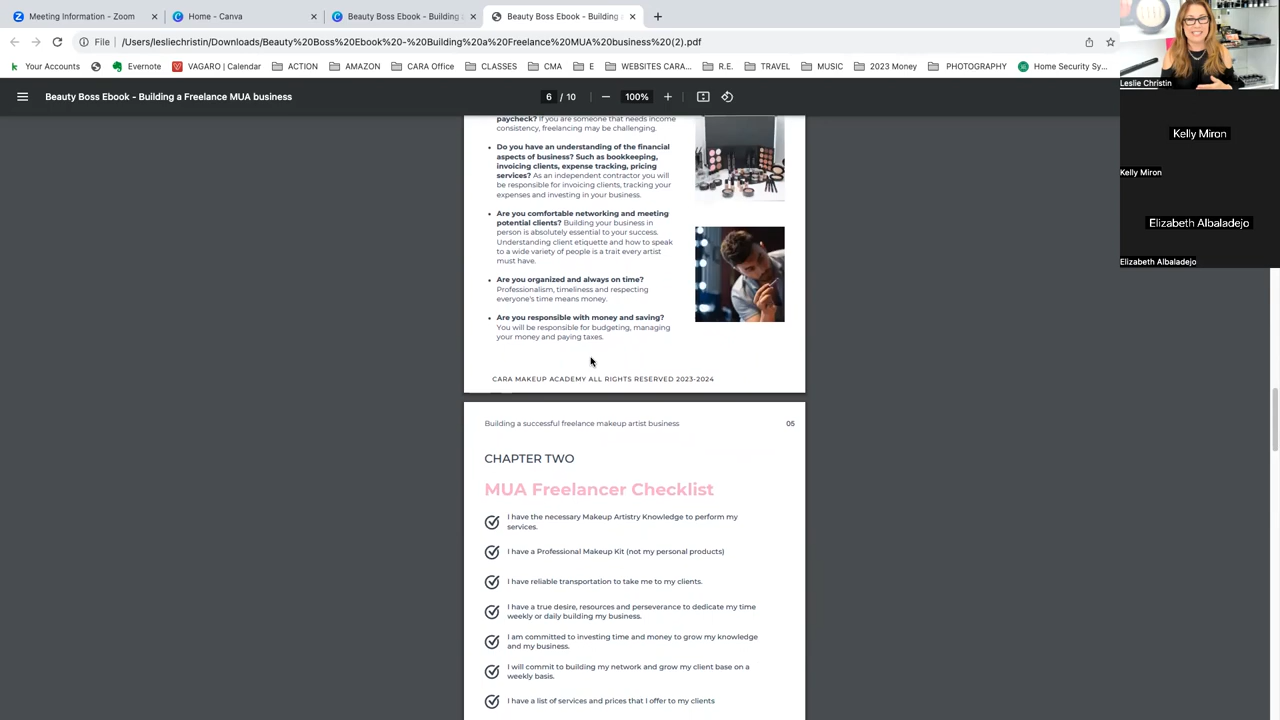 Meeting Information - Zoom
Home - Canva
Beauty Boss Ebook - Building
Beauty Boss Ebook - Building a
File
/Users/lesliechristin/Downloads/Beauty%20Boss%20Ebook%20-%20Building%20a%20Freelance%20MUA%20business%20(2).pdf
Your Accounts
Evernote
VAGARO | Calendar
ACTION
AMAZON
CARA Office
CLASSES
CMA
E
WEBSITES CARA...
R.E.
TRAVEL
MUSIC
2023 Money
PHOTOGRAPHY
Home Security Sy...
Beauty Boss Ebook - Building a Freelance MUA business
6 / 10
100%
Leslie Christin
Kelly Miron
Kelly Miron
Elizabeth Albaladejo
Elizabeth Albaladejo
paycheck? If you are someone that needs income
consistency, freelancing may be challenging.
Do you have an understanding of the financial
aspects of business? Such as bookkeeping,
invoicing clients, expense tracking, pricing
services? As an independent contractor you will
be responsible for invoicing clients, tracking your
expenses and investing in your business.
Are you comfortable networking and meeting
potential clients? Building your business in
person is absolutely essential to your success.
Understanding client etiquette and how to speak
to a wide variety of people is a trait every artist
must have.
Are you organized and always on time?
Professionalism, timeliness and respecting
everyone's time means money.
Are you responsible with money and saving?
You will be responsible for budgeting, managing
your money and paying taxes.
CARA MAKEUP ACADEMY ALL RIGHTS RESERVED 2023-2024
Building a successful freelance makeup artist business
05
CHAPTER TWO
MUA Freelancer Checklist
I have the necessary Makeup Artistry Knowledge to perform my
services.
I have a Professional Makeup Kit (not my personal products)
I have reliable transportation to take me to my clients.
I have a true desire, resources and perseverance to dedicate my time
weekly or daily building my business.
I am committed to investing time and money to grow my knowledge
and my business.
I will commit to building my network and grow my client base on a
weekly basis.
I have a list of services and prices that I offer to my clients